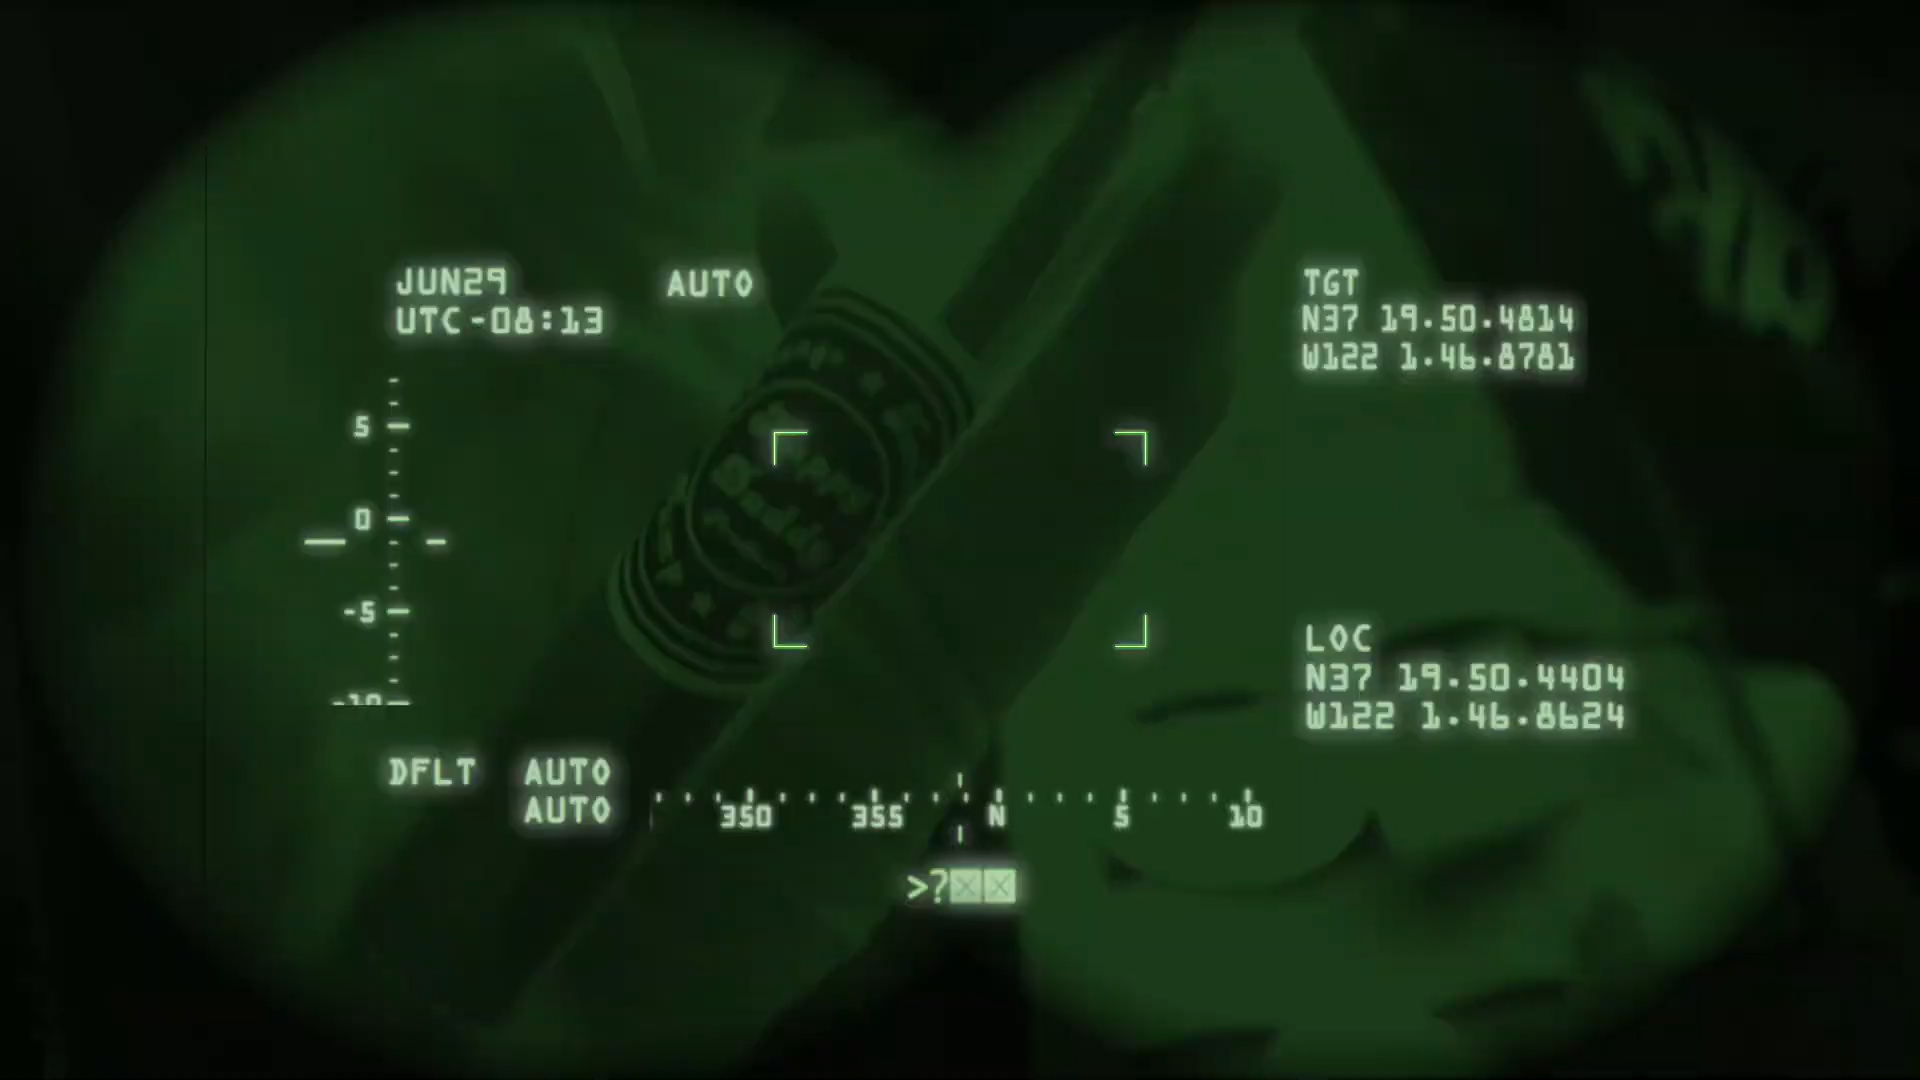 JUN29
UTC-08:13
AUTO
TGT
N37 19.50.4814
W122 1.46.8781
5
0
-5
-10
LOC
N37 19.50.4404
W122 1.46.8624
DFLT AUTO
AUTO
350 355 N 5 10
>?